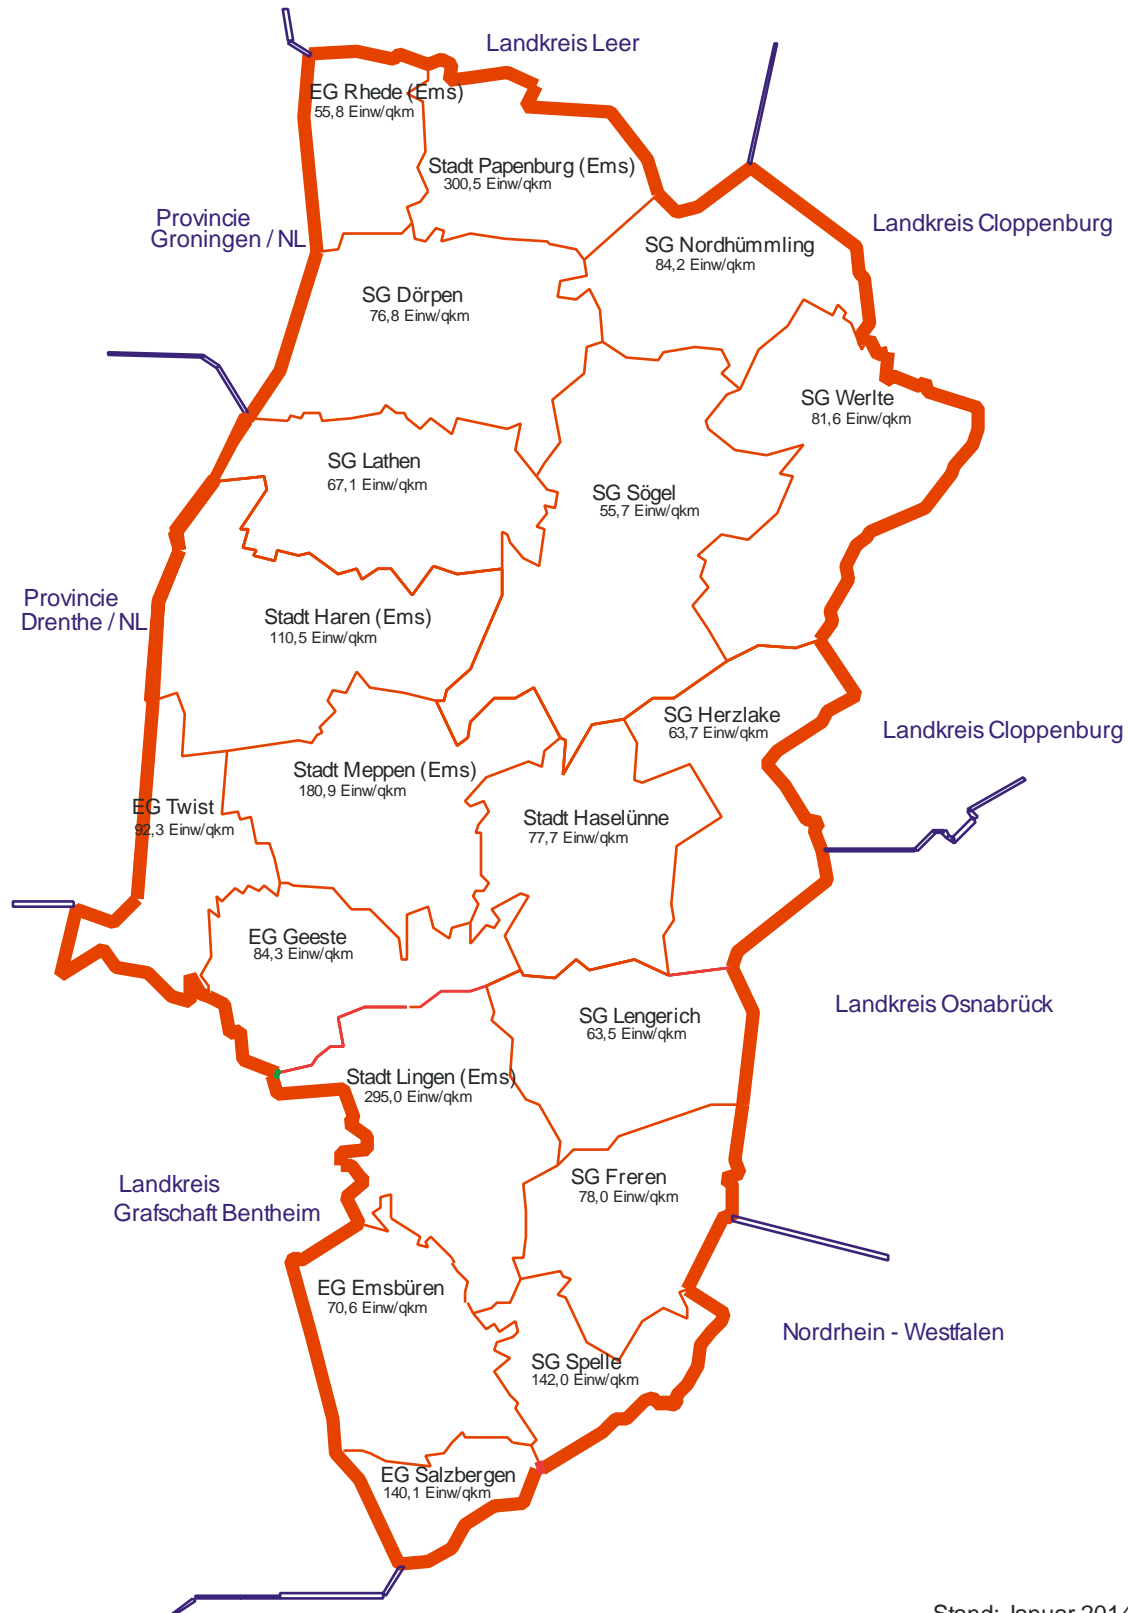 Landkreis Leer
EG Rhede (Ems)
55,8 Einw/qkm
Stadt Papenburg (Ems)
300,5 Einw/qkm
Provincie
Groningen / NL
Landkreis Cloppenburg
SG Nordhümmling
84,2 Einw/qkm
SG Dörpen
76,8 Einw/qkm
SG Werlte
81,6 Einw/qkm
SG Lathen
67,1 Einw/qkm
SG Sögel
55,7 Einw/qkm
Provincie
Drenthe / NL
Stadt Haren (Ems)
110,5 Einw/qkm
SG Herzlake
63,7 Einw/qkm
Landkreis Cloppenburg
Stadt Meppen (Ems)
180,9 Einw/qkm
EG Twist
92,3 Einw/qkm
Stadt Haselünne
77,7 Einw/qkm
EG Geeste
84,3 Einw/qkm
Landkreis Osnabrück
SG Lengerich
63,5 Einw/qkm
Stadt Lingen (Ems)
295,0 Einw/qkm
Landkreis
Grafschaft Bentheim
SG Freren
78,0 Einw/qkm
EG Emsbüren
70,6 Einw/qkm
Nordrhein - Westfalen
SG Spelle
142,0 Einw/qkm
EG Salzbergen
140,1 Einw/qkm
Stand: Januar 2014